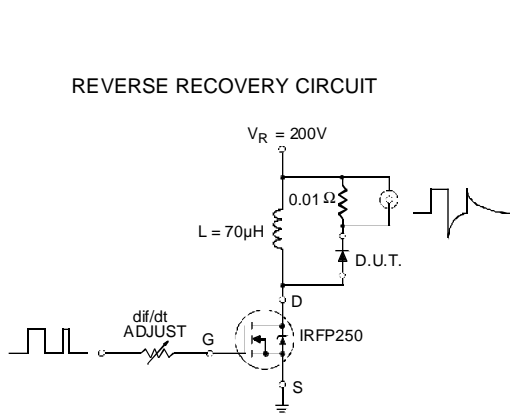 REVERSE RECOVERY CIRCUIT
V_R = 200V
0.01 Ω
L = 70µH
D.U.T.
D
dif/dt
ADJUST
G
IRFP250
S